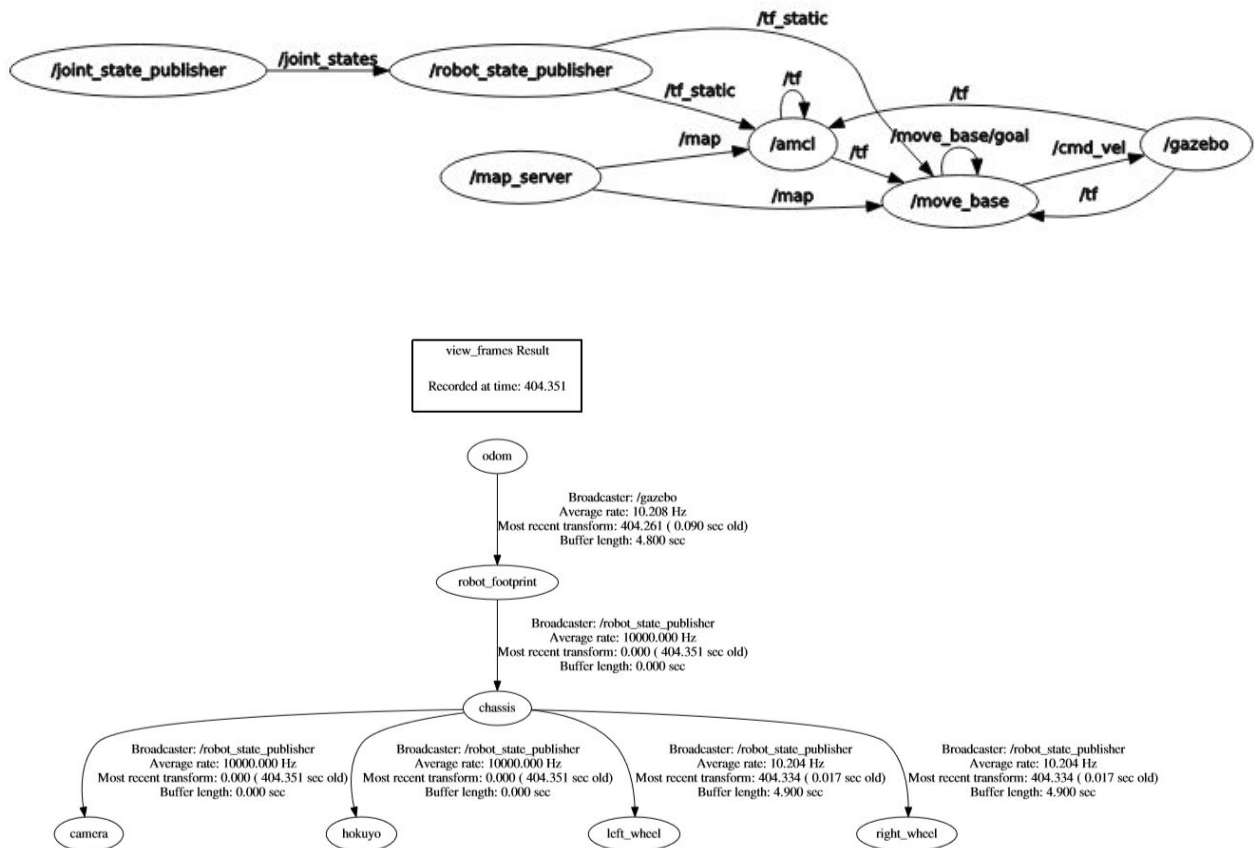 /tf_static
/joint_state_publisher
/joint_states
/robot_state_publisher
/tf_static
/tf
/tf
/map
/amcl
/move_base/goal
/cmd_vel
/gazebo
/map_server
/tf
/map
/move_base
/tf
view_frames Result
Recorded at time: 404.351
odom
Broadcaster: /gazebo
Average rate: 10.208 Hz
Most recent transform: 404.261 ( 0.090 sec old)
Buffer length: 4.800 sec
robot_footprint
Broadcaster: /robot_state_publisher
Average rate: 10000.000 Hz
Most recent transform: 0.000 ( 404.351 sec old)
Buffer length: 0.000 sec
chassis
Broadcaster: /robot_state_publisher
Average rate: 10000.000 Hz
Most recent transform: 0.000 ( 404.351 sec old)
Buffer length: 0.000 sec
Broadcaster: /robot_state_publisher
Average rate: 10000.000 Hz
Most recent transform: 0.000 ( 404.351 sec old)
Buffer length: 0.000 sec
Broadcaster: /robot_state_publisher
Average rate: 10.204 Hz
Most recent transform: 404.334 ( 0.017 sec old)
Buffer length: 4.900 sec
Broadcaster: /robot_state_publisher
Average rate: 10.204 Hz
Most recent transform: 404.334 ( 0.017 sec old)
Buffer length: 4.900 sec
camera
hokuyo
left_wheel
right_wheel